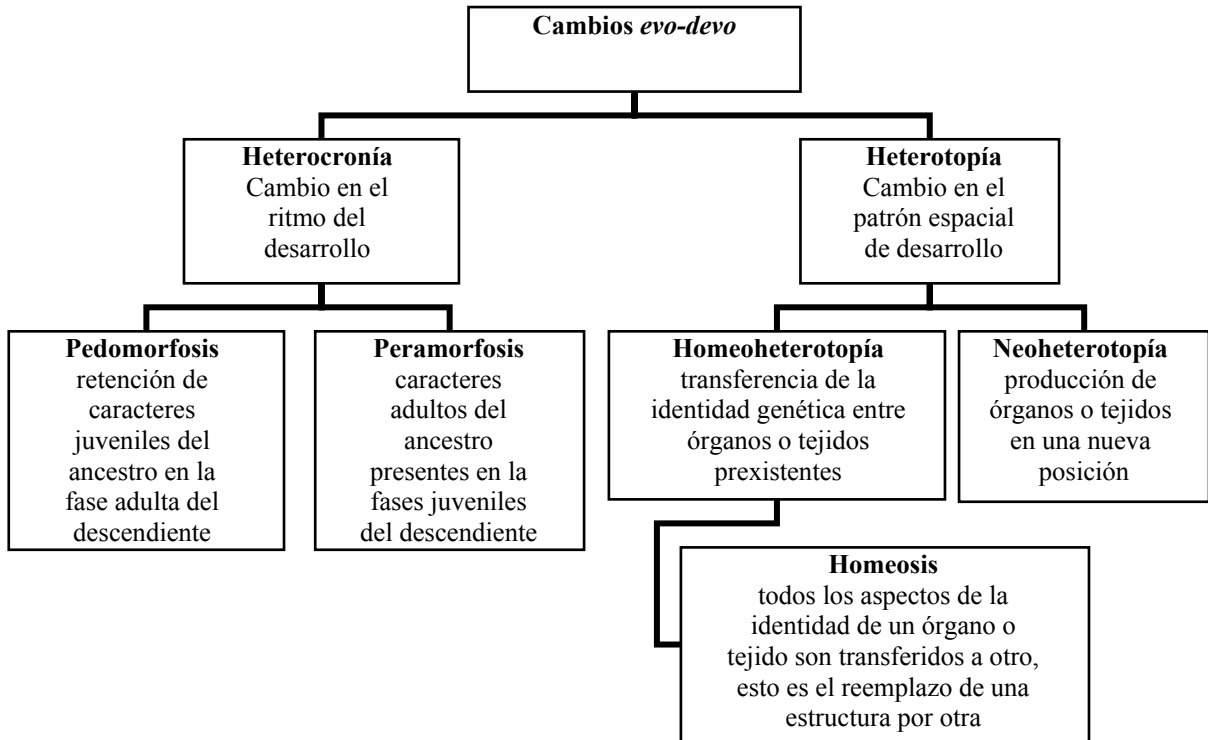 Cambios evo-devo
Heterocronía
Cambio en el
ritmo del
desarrollo
Heterotopía
Cambio en el
patrón espacial
de desarrollo
Pedomorfosis
retención de
caracteres
juveniles del
ancestro en la
fase adulta del
descendiente
Peramorfosis
caracteres
adultos del
ancestro
presentes en la
fases juveniles
del descendiente
Homeoheterotopía
transferencia de la
identidad genética entre
órganos o tejidos
prexistentes
Neoheterotopía
producción de
órganos o tejidos
en una nueva
posición
Homeosis
todos los aspectos de la
identidad de un órgano o
tejido son transferidos a otro,
esto es el reemplazo de una
estructura por otra